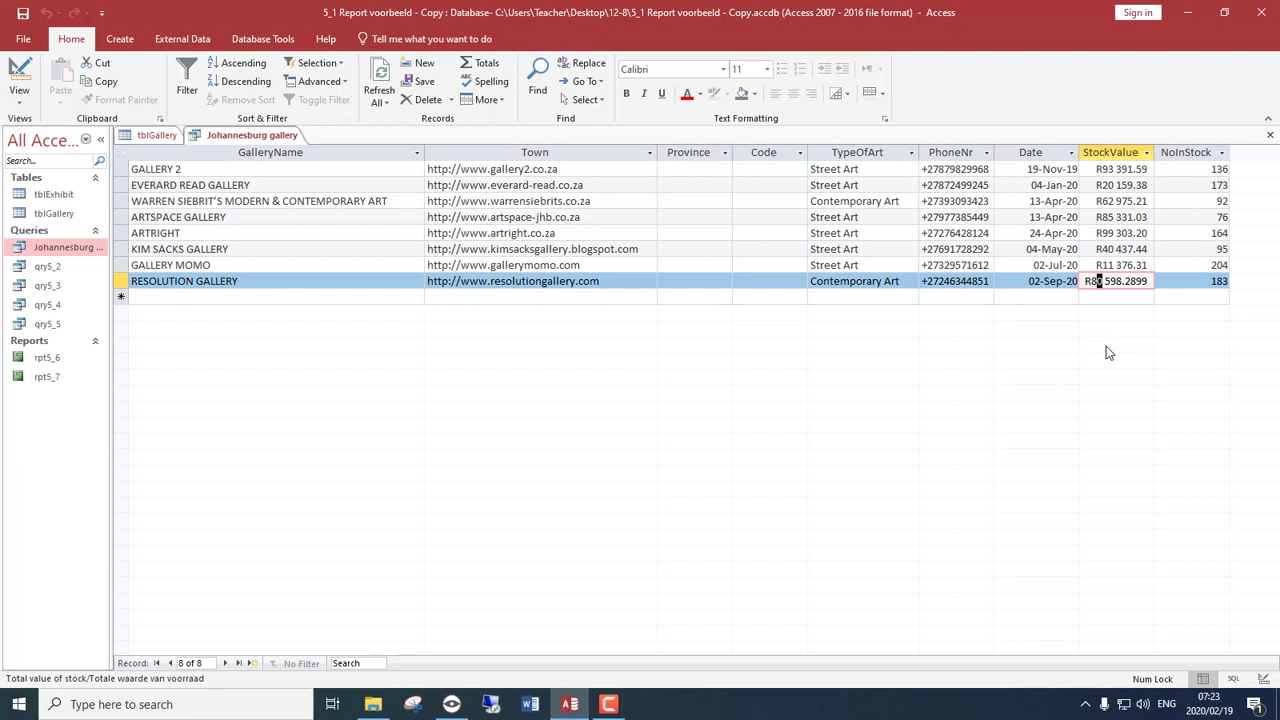 5_1 Report voorbeeld - Copy : Database- C:\Users\Teacher\Desktop\12-8\5_1 Report voorbeeld - Copy.accdb (Access 2007 - 2016 file format) - Access
Sign in
File Home Create External Data Database Tools Help Tell me what you want to do
View
Views
Paste
Cut
Copy
Format Painter
Clipboard
Filter
Ascending
Descending
Remove Sort
Selection
Advanced
Toggle Filter
Sort & Filter
Refresh All
New
Save
Delete
Totals
Spelling
More
Records
Find
Replace
Go To
Select
Find
Calibri 11
B I U A
Text Formatting
All Acce...
Search...
Tables
tblExhibit
tblGallery
Queries
Johannesburg ...
qry5_2
qry5_3
qry5_4
qry5_5
Reports
rpt5_6
rpt5_7
tblGallery Johannesburg gallery
GalleryName Town Province Code TypeOfArt PhoneNr Date StockValue NoInStock
GALLERY 2 http://www.gallery2.co.za Street Art +27879829968 19-Nov-19 R93 391.59 136
EVERARD READ GALLERY http://www.everard-read.co.za Street Art +27872499245 04-Jan-20 R20 159.38 173
WARREN SIEBRIT'S MODERN & CONTEMPORARY ART http://www.warrensiebrits.co.za Contemporary Art +27393093423 13-Apr-20 R62 975.21 92
ARTSPACE GALLERY http://www.artspace-jhb.co.za Street Art +27977385449 13-Apr-20 R85 331.03 76
ARTRIGHT http://www.artright.co.za Street Art +27276428124 24-Apr-20 R99 303.20 164
KIM SACKS GALLERY http://www.kimsacksgallery.blogspot.com Street Art +27691728292 04-May-20 R40 437.44 95
GALLERY MOMO http://www.gallerymomo.com Street Art +27329571612 02-Jul-20 R11 376.31 204
RESOLUTION GALLERY http://www.resolutiongallery.com Contemporary Art +27246344851 02-Sep-20 R80 598.2899 183
Record: 8 of 8 No Filter Search
Total value of stock/Totale waarde van voorraad
Num Lock
SQL
Type here to search
ENG
07:23
2020/02/19
1